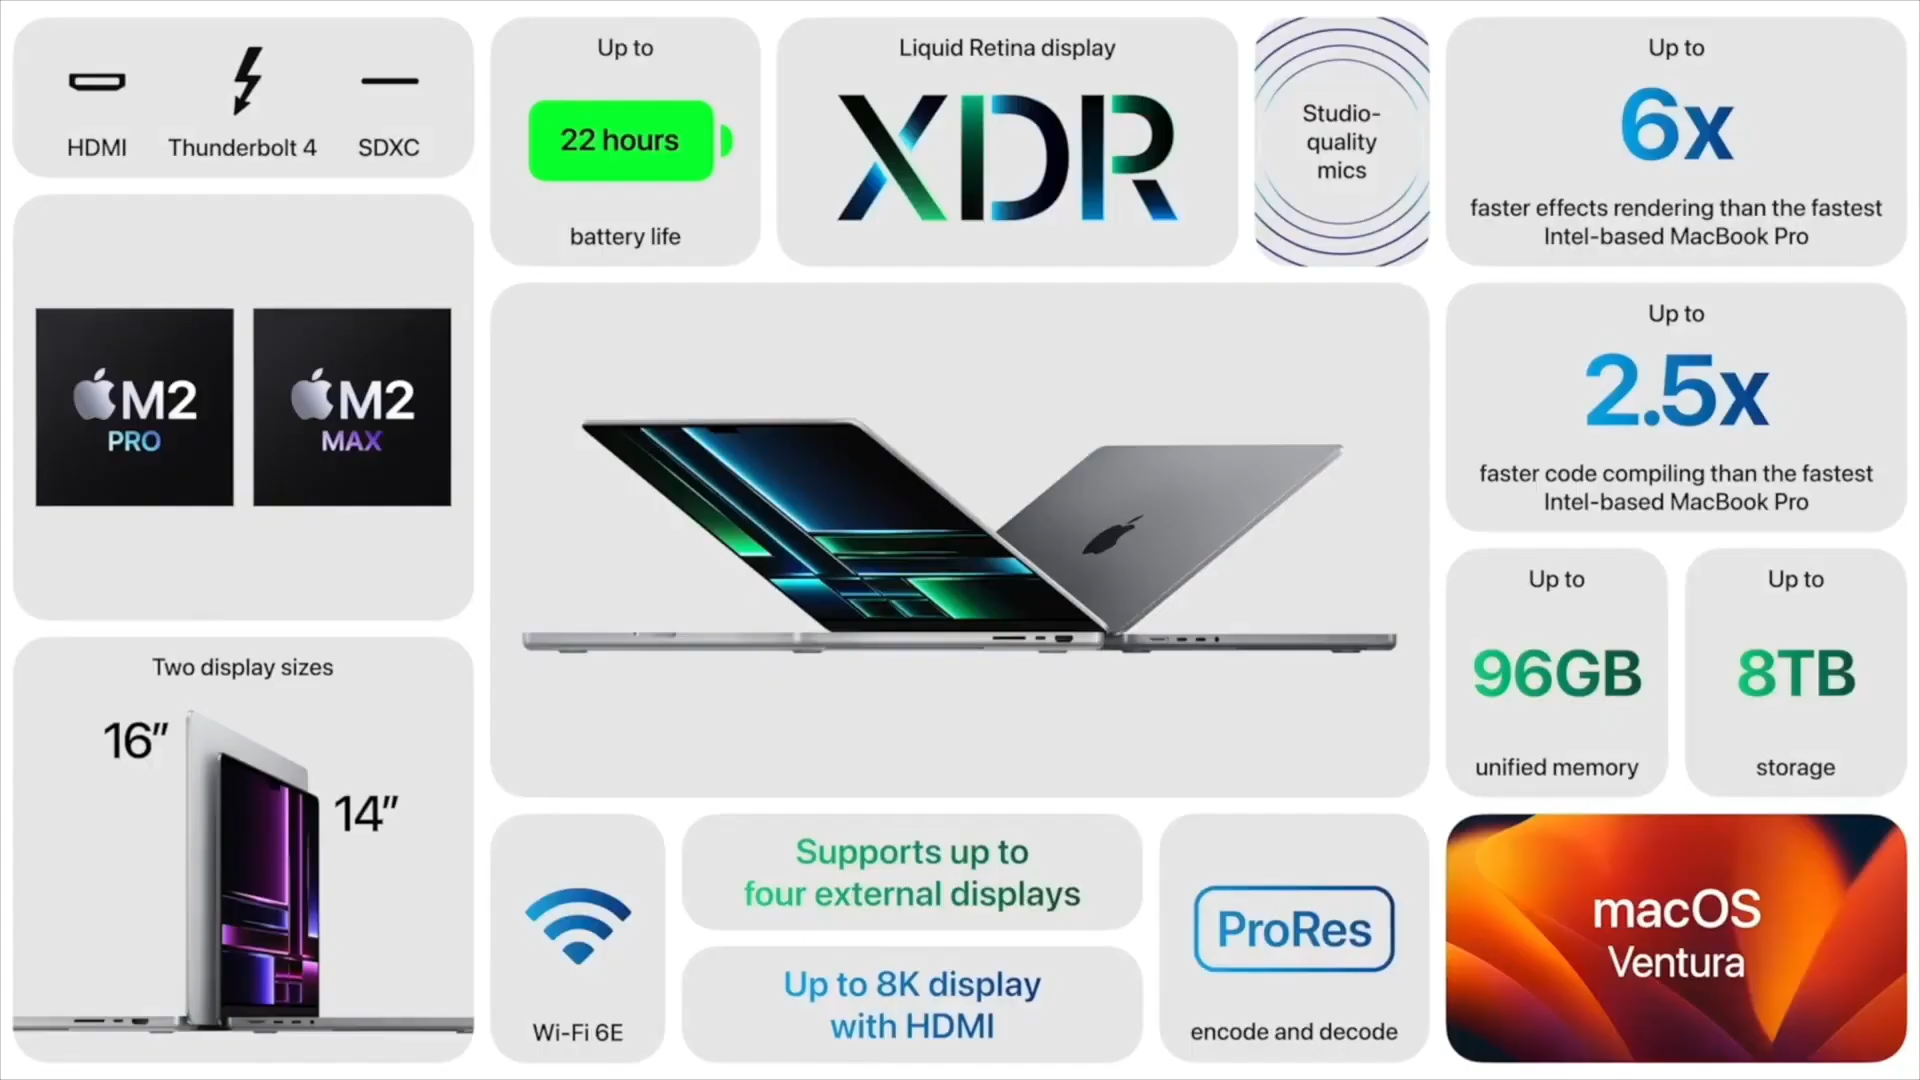 HDMI
Thunderbolt 4
SDXC
Up to
22 hours
battery life
Liquid Retina display
XDR
Studio-
quality
mics
Up to
6x
faster effects rendering than the fastest
Intel-based MacBook Pro
M2
PRO
M2
MAX
Up to
2.5x
faster code compiling than the fastest
Intel-based MacBook Pro
Up to
96GB
unified memory
Up to
8TB
storage
Two display sizes
16”
14”
Wi-Fi 6E
Supports up to
four external displays
Up to 8K display
with HDMI
ProRes
encode and decode
macOS
Ventura